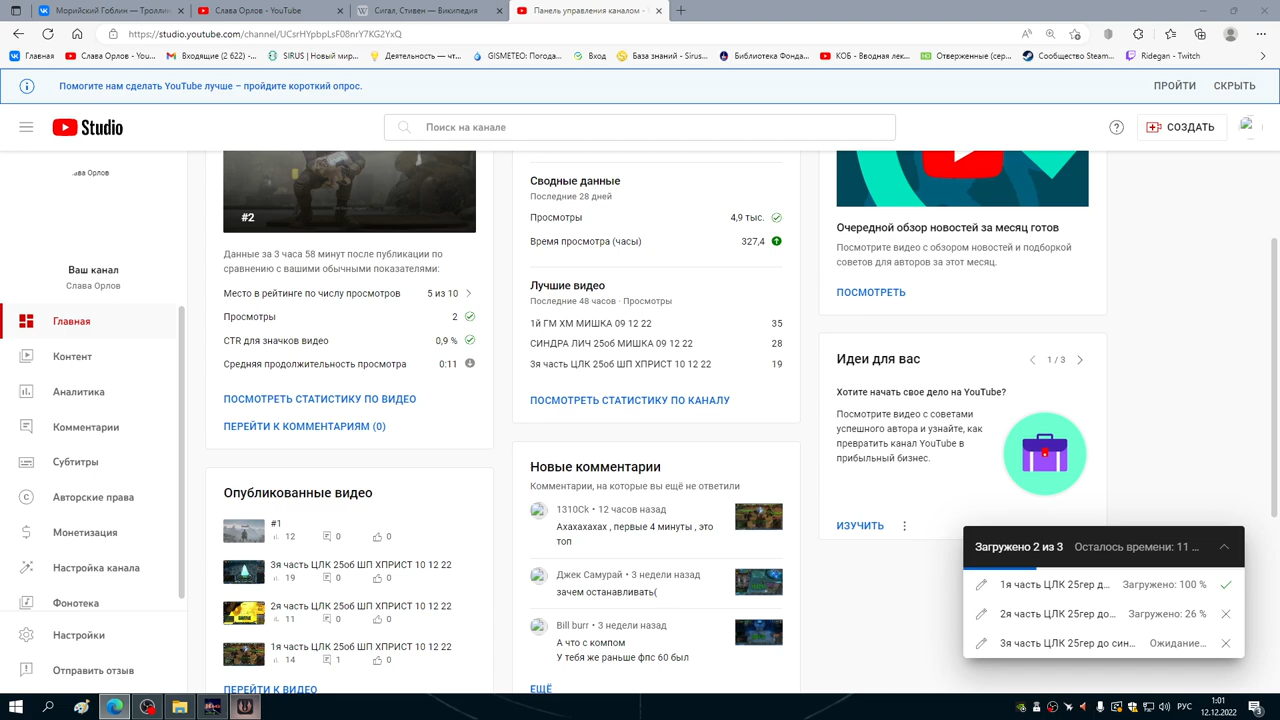 Морийский Гоблин — Троллин
Слава Орлов - YouTube
Сигал, Стивен — Википедия
Панель управления каналом - Y
https://studio.youtube.com/channel/UCsrHYpbpLsF08nrY7KG2YxQ
Главная
Слава Орлов - You...
Входящие (2 622) -...
SIRUS | Новый мир...
Деятельность — чт...
GISMETEO: Погода...
Вход
База знаний - Sirus...
Библиотека Фонда...
КОБ - Вводная лек...
Отверженные (сер...
Сообщество Steam...
Ridegan - Twitch
Помогите нам сделать YouTube лучше – пройдите короткий опрос.
ПРОЙТИ
СКРЫТЬ
Studio
Поиск на канале
СОЗДАТЬ
Ваш канал
Слава Орлов
Главная
Контент
Аналитика
Комментарии
Субтитры
Авторские права
Монетизация
Настройка канала
Фонотека
Настройки
Отправить отзыв
#2
Данные за 3 часа 58 минут после публикации по
сравнению с вашими обычными показателями:
Место в рейтинге по числу просмотров 5 из 10
Просмотры 2
CTR для значков видео 0,9 %
Средняя продолжительность просмотра 0:11
ПОСМОТРЕТЬ СТАТИСТИКУ ПО ВИДЕО
ПЕРЕЙТИ К КОММЕНТАРИЯМ (0)
Опубликованные видео
#1
12 0 0
3я часть ЦЛК 25об ШП ХПРИСТ 10 12 22
19 0 0
2я часть ЦЛК 25об ШП ХПРИСТ 10 12 22
11 0 0
1я часть ЦЛК 25об ШП ХПРИСТ 10 12 22
14 1 0
ПЕРЕЙТИ К ВИДЕО
Сводные данные
Последние 28 дней
Просмотры 4,9 тыс.
Время просмотра (часы) 327,4
Лучшие видео
Последние 48 часов · Просмотры
1й ГМ ХМ МИШКА 09 12 22 35
СИНДРА ЛИЧ 25об МИШКА 09 12 22 28
3я часть ЦЛК 25об ШП ХПРИСТ 10 12 22 19
ПОСМОТРЕТЬ СТАТИСТИКУ ПО КАНАЛУ
Новые комментарии
Комментарии, на которые вы ещё не ответили
1310Ck • 12 часов назад
Ахахахахах , первые 4 минуты , это
топ
Джек Самурай • 3 недели назад
зачем останавливать(
Bill burr • 3 недели назад
А что с компом
У тебя же раньше фпс 60 был
ЕЩЁ
Очередной обзор новостей за месяц готов
Посмотрите видео с обзором новостей и подборкой
советов для авторов за этот месяц.
ПОСМОТРЕТЬ
Идеи для вас
1 / 3
Хотите начать свое дело на YouTube?
Посмотрите видео с советами
успешного автора и узнайте, как
превратить канал YouTube в
прибыльный бизнес.
ИЗУЧИТЬ
Загружено 2 из 3 Осталось времени: 11 ...
1я часть ЦЛК 25гер д... Загружено: 100 %
2я часть ЦЛК 25гер до... Загружено: 26 %
3я часть ЦЛК 25гер до син... Ожидание...
РУС
1:01
12.12.2022